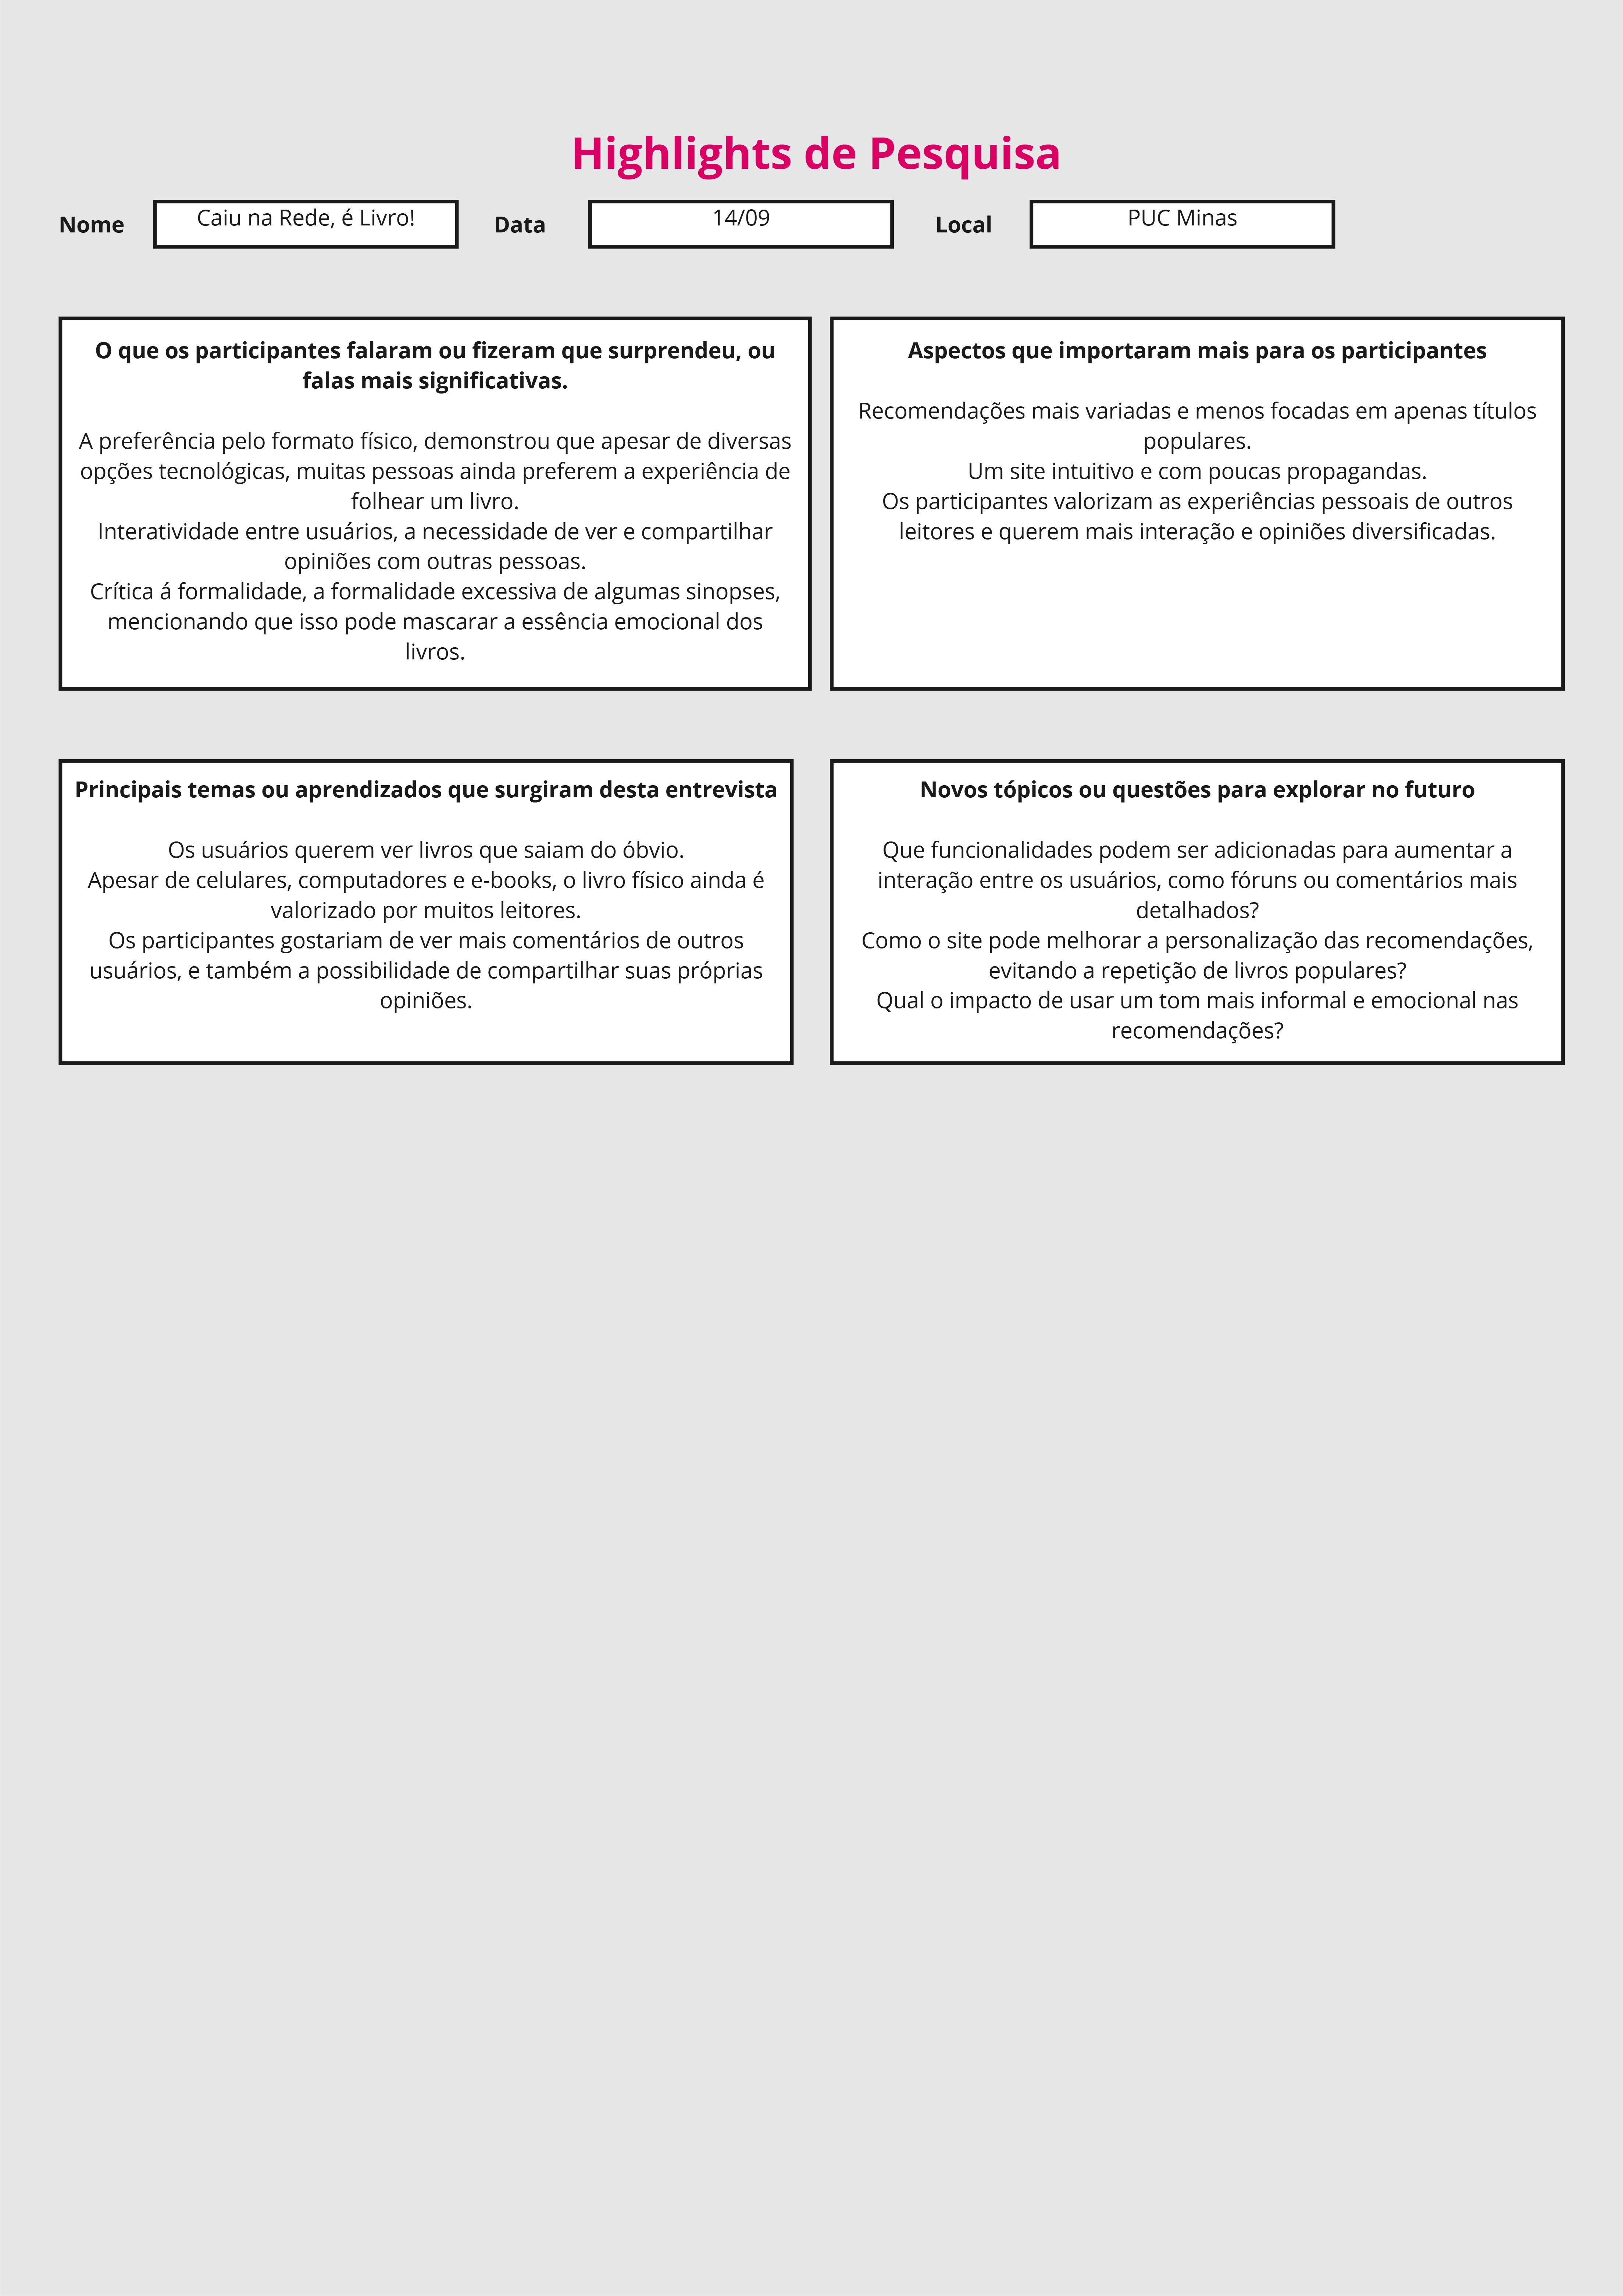 Highlights de Pesquisa
Nome
Caiu na Rede, é Livro!
Data
14/09
Local
PUC Minas
O que os participantes falaram ou fizeram que surprendeu, ou
falas mais significativas.
A preferência pelo formato físico, demonstrou que apesar de diversas
opções tecnológicas, muitas pessoas ainda preferem a experiência de
folhear um livro.
Interatividade entre usuários, a necessidade de ver e compartilhar
opiniões com outras pessoas.
Crítica á formalidade, a formalidade excessiva de algumas sinopses,
mencionando que isso pode mascarar a essência emocional dos
livros.
Aspectos que importaram mais para os participantes
Recomendações mais variadas e menos focadas em apenas títulos
populares.
Um site intuitivo e com poucas propagandas.
Os participantes valorizam as experiências pessoais de outros
leitores e querem mais interação e opiniões diversificadas.
Principais temas ou aprendizados que surgiram desta entrevista
Os usuários querem ver livros que saiam do óbvio.
Apesar de celulares, computadores e e-books, o livro físico ainda é
valorizado por muitos leitores.
Os participantes gostariam de ver mais comentários de outros
usuários, e também a possibilidade de compartilhar suas próprias
opiniões.
Novos tópicos ou questões para explorar no futuro
Que funcionalidades podem ser adicionadas para aumentar a
interação entre os usuários, como fóruns ou comentários mais
detalhados?
Como o site pode melhorar a personalização das recomendações,
evitando a repetição de livros populares?
Qual o impacto de usar um tom mais informal e emocional nas
recomendações?